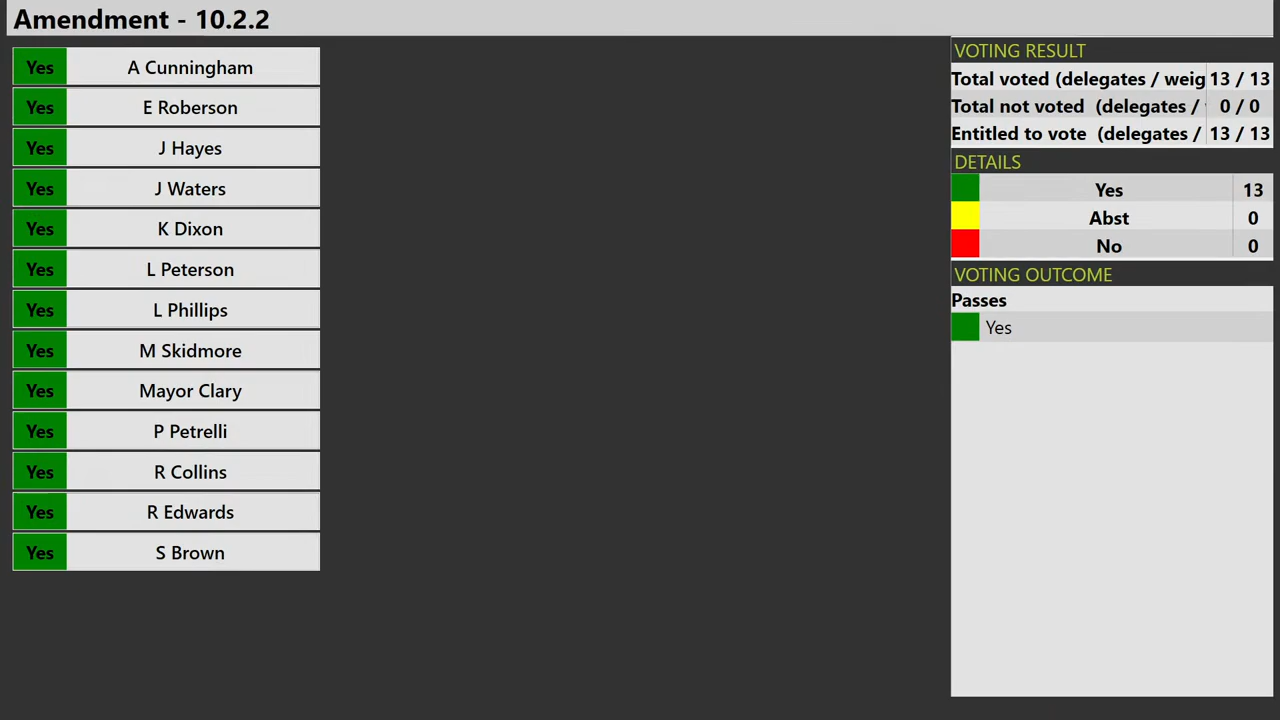 Amendment - 10.2.2
Yes A Cunningham
Yes E Roberson
Yes J Hayes
Yes J Waters
Yes K Dixon
Yes L Peterson
Yes L Phillips
Yes M Skidmore
Yes Mayor Clary
Yes P Petrelli
Yes R Collins
Yes R Edwards
Yes S Brown
VOTING RESULT
Total voted (delegates / weig 13 / 13
Total not voted (delegates / 0 / 0
Entitled to vote (delegates / 13 / 13
DETAILS
Yes 13
Abst 0
No 0
VOTING OUTCOME
Passes
Yes